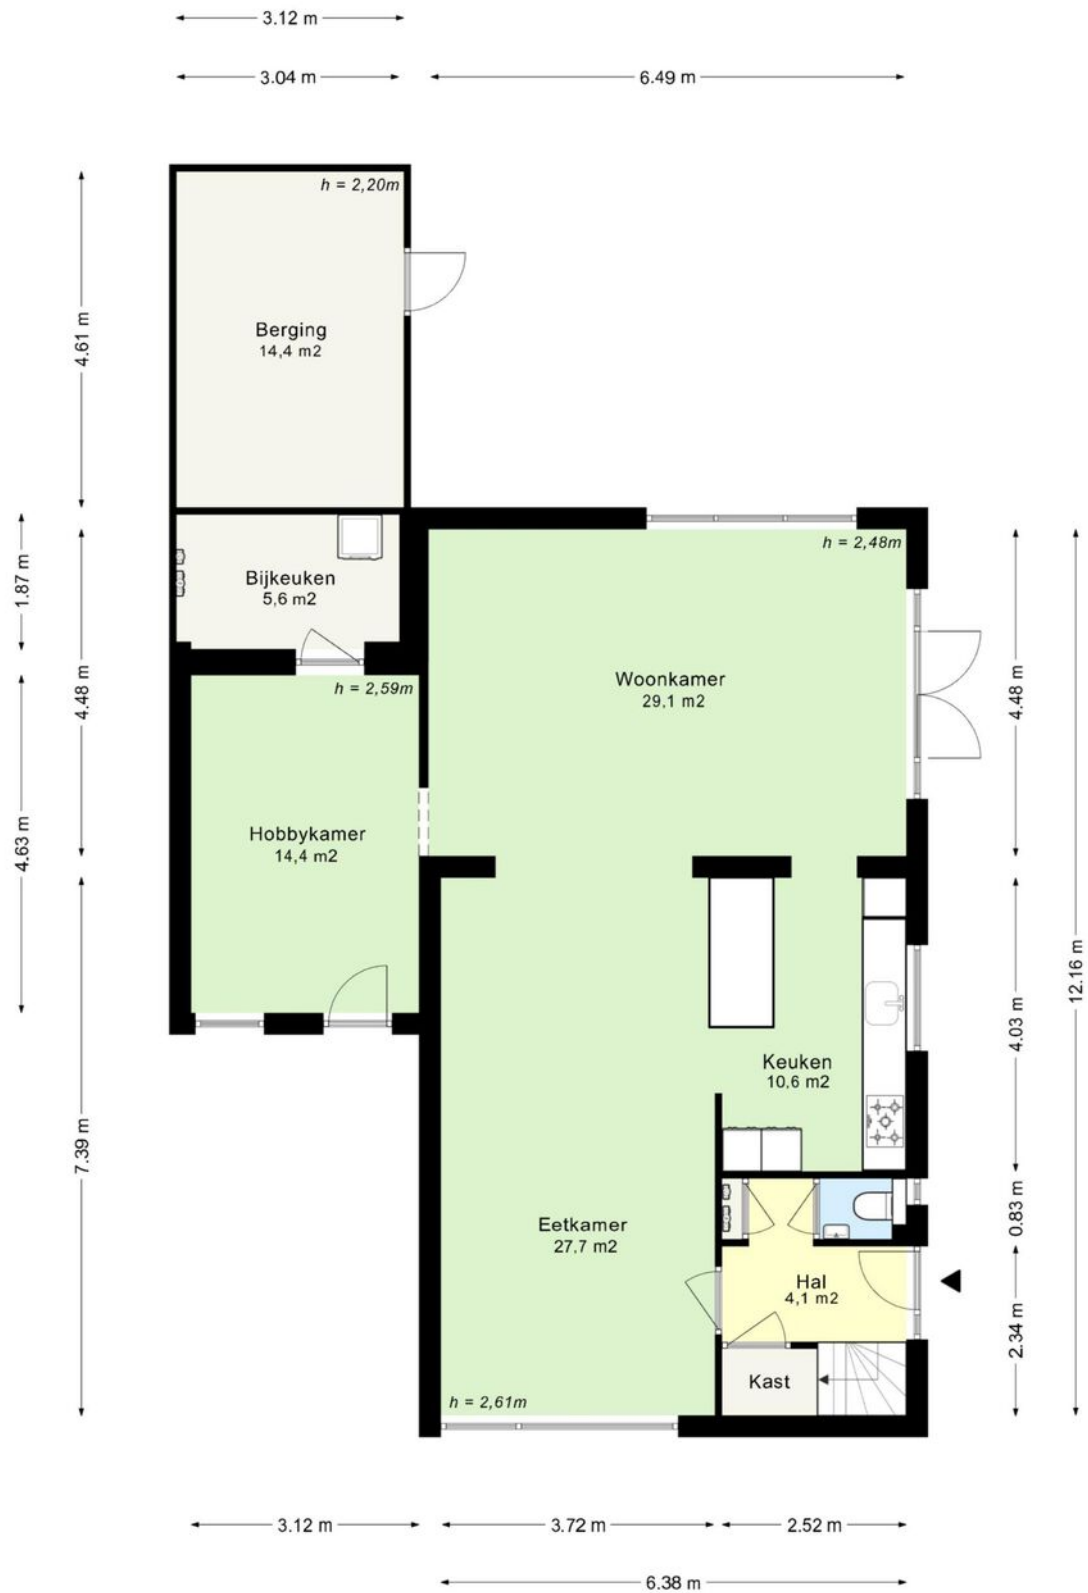 3.12 m
3.04 m
6.49 m
h = 2,20m
4.61 m
Berging
14,4 m2
h = 2,48m
1.87 m
Bijkeuken
5,6 m2
4.48 m
Woonkamer
29,1 m2
4.48 m
h = 2,59m
4.63 m
Hobbykamer
14,4 m2
12.16 m
4.03 m
Keuken
10,6 m2
7.39 m
0.83 m
Eetkamer
27,7 m2
Hal
4,1 m2
2.34 m
Kast
h = 2,61m
3.12 m
3.72 m
2.52 m
6.38 m